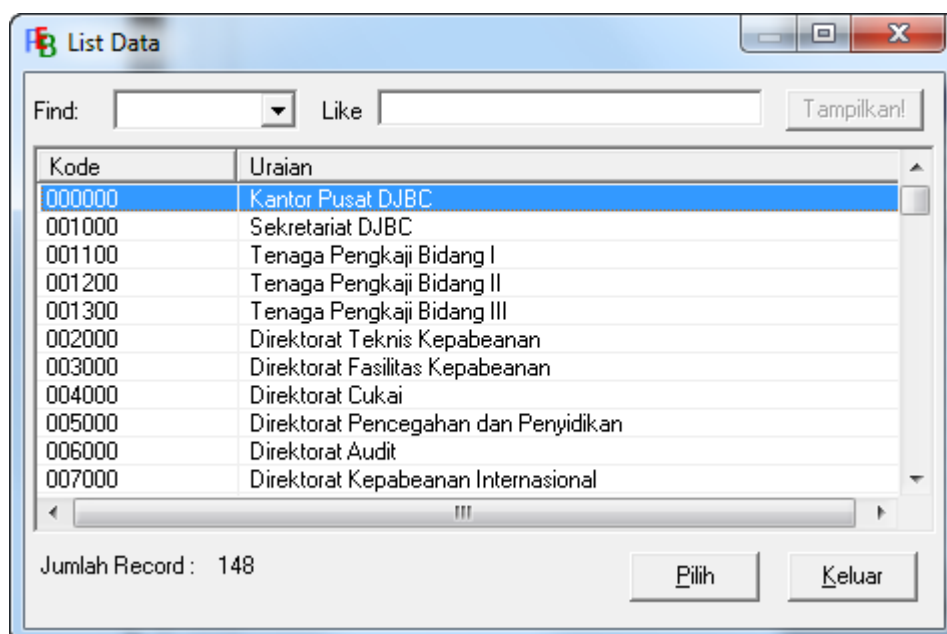 PEB List Data
Find: Like Tampilkan!
Kode Uraian
000000 Kantor Pusat DJBC
001000 Sekretariat DJBC
001100 Tenaga Pengkaji Bidang I
001200 Tenaga Pengkaji Bidang II
001300 Tenaga Pengkaji Bidang III
002000 Direktorat Teknis Kepabeanan
003000 Direktorat Fasilitas Kepabeanan
004000 Direktorat Cukai
005000 Direktorat Pencegahan dan Penyidikan
006000 Direktorat Audit
007000 Direktorat Kepabeanan Internasional
Jumlah Record : 148 Pilih Keluar